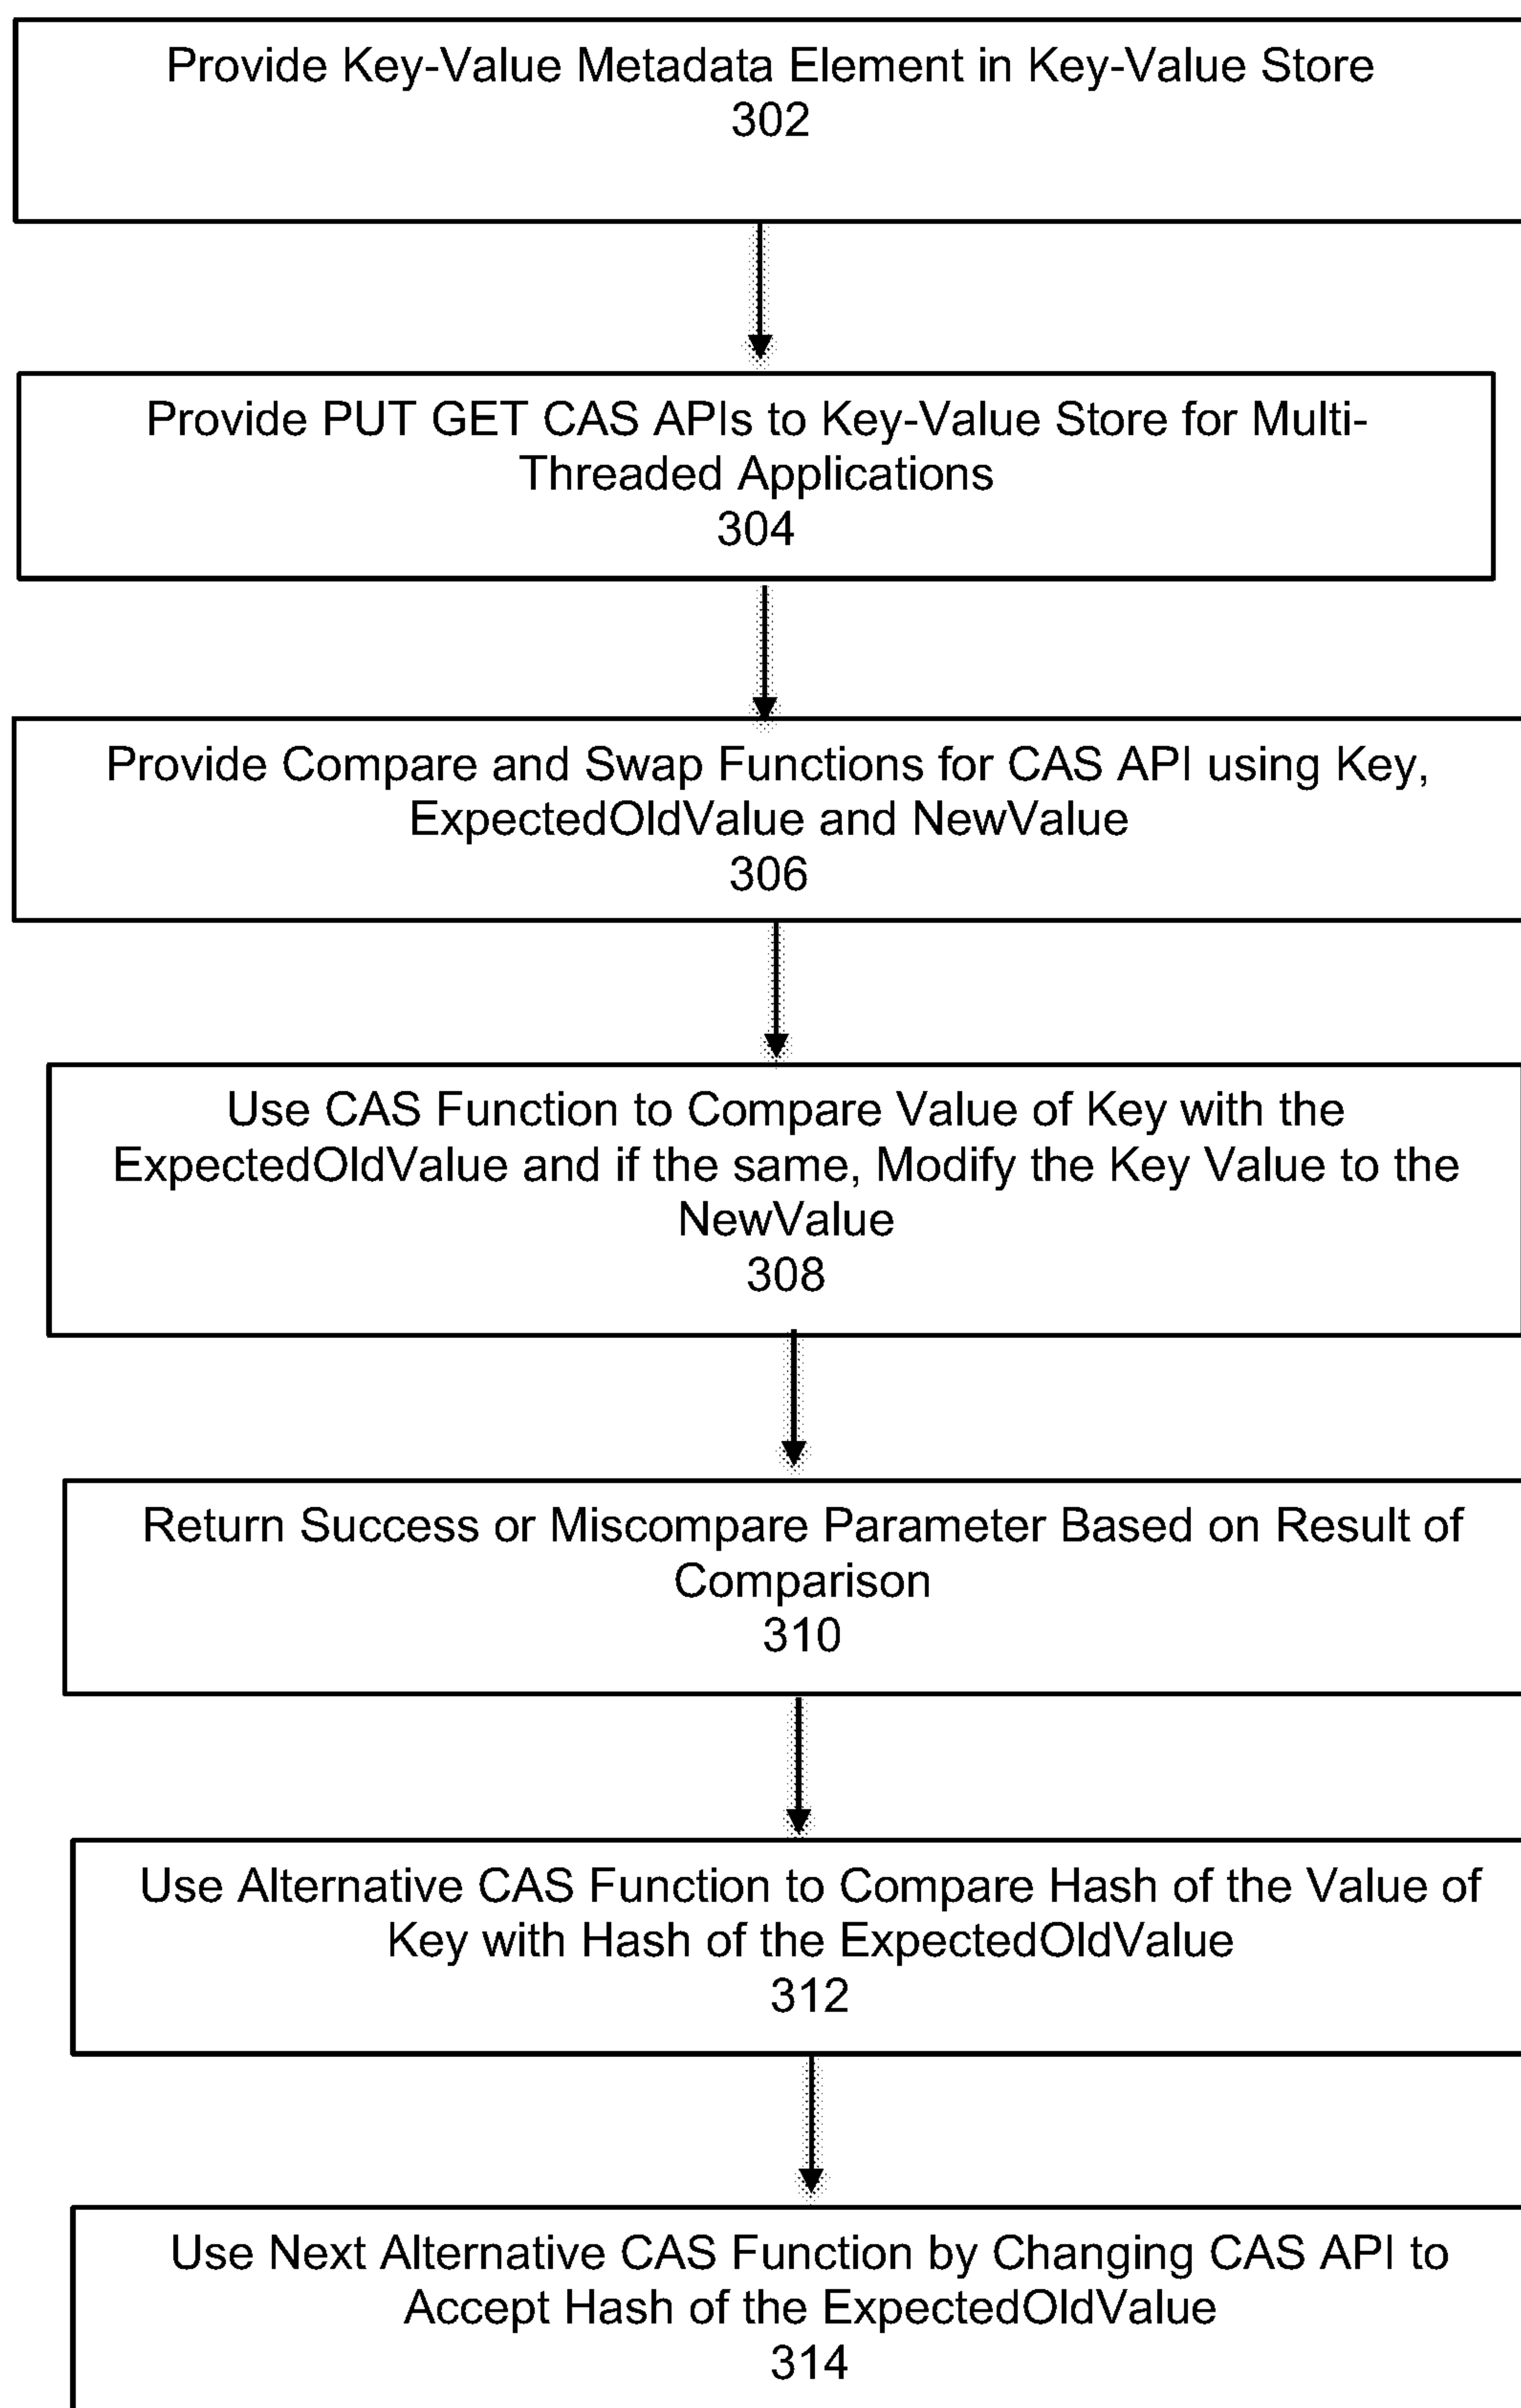 Provide Key-Value Metadata Element in Key-Value Store
302
Provide PUT GET CAS APIs to Key-Value Store for Multi-
Threaded Applications
304
Provide Compare and Swap Functions for CAS API using Key,
ExpectedOldValue and NewValue
306
Use CAS Function to Compare Value of Key with the
ExpectedOldValue and if the same, Modify the Key Value to the
NewValue
308
Return Success or Miscompare Parameter Based on Result of
Comparison
310
Use Alternative CAS Function to Compare Hash of the Value of
Key with Hash of the ExpectedOldValue
312
Use Next Alternative CAS Function by Changing CAS API to
Accept Hash of the ExpectedOldValue
314